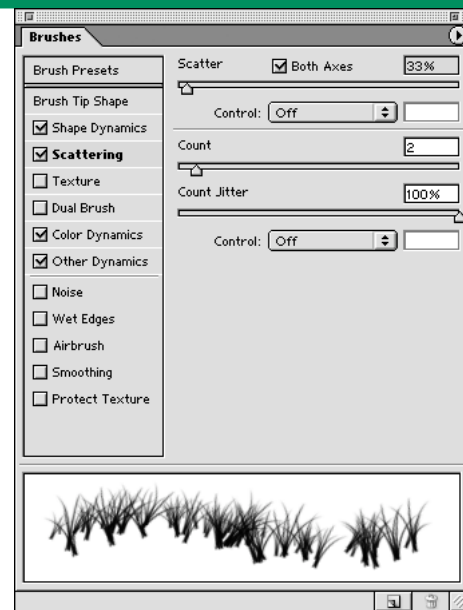 Brushes
Brush Presets
Brush Tip Shape
Shape Dynamics
Scattering
Texture
Dual Brush
Color Dynamics
Other Dynamics
Noise
Wet Edges
Airbrush
Smoothing
Protect Texture
Scatter Both Axes 33%
Control: Off
Count 2
Count Jitter 100%
Control: Off